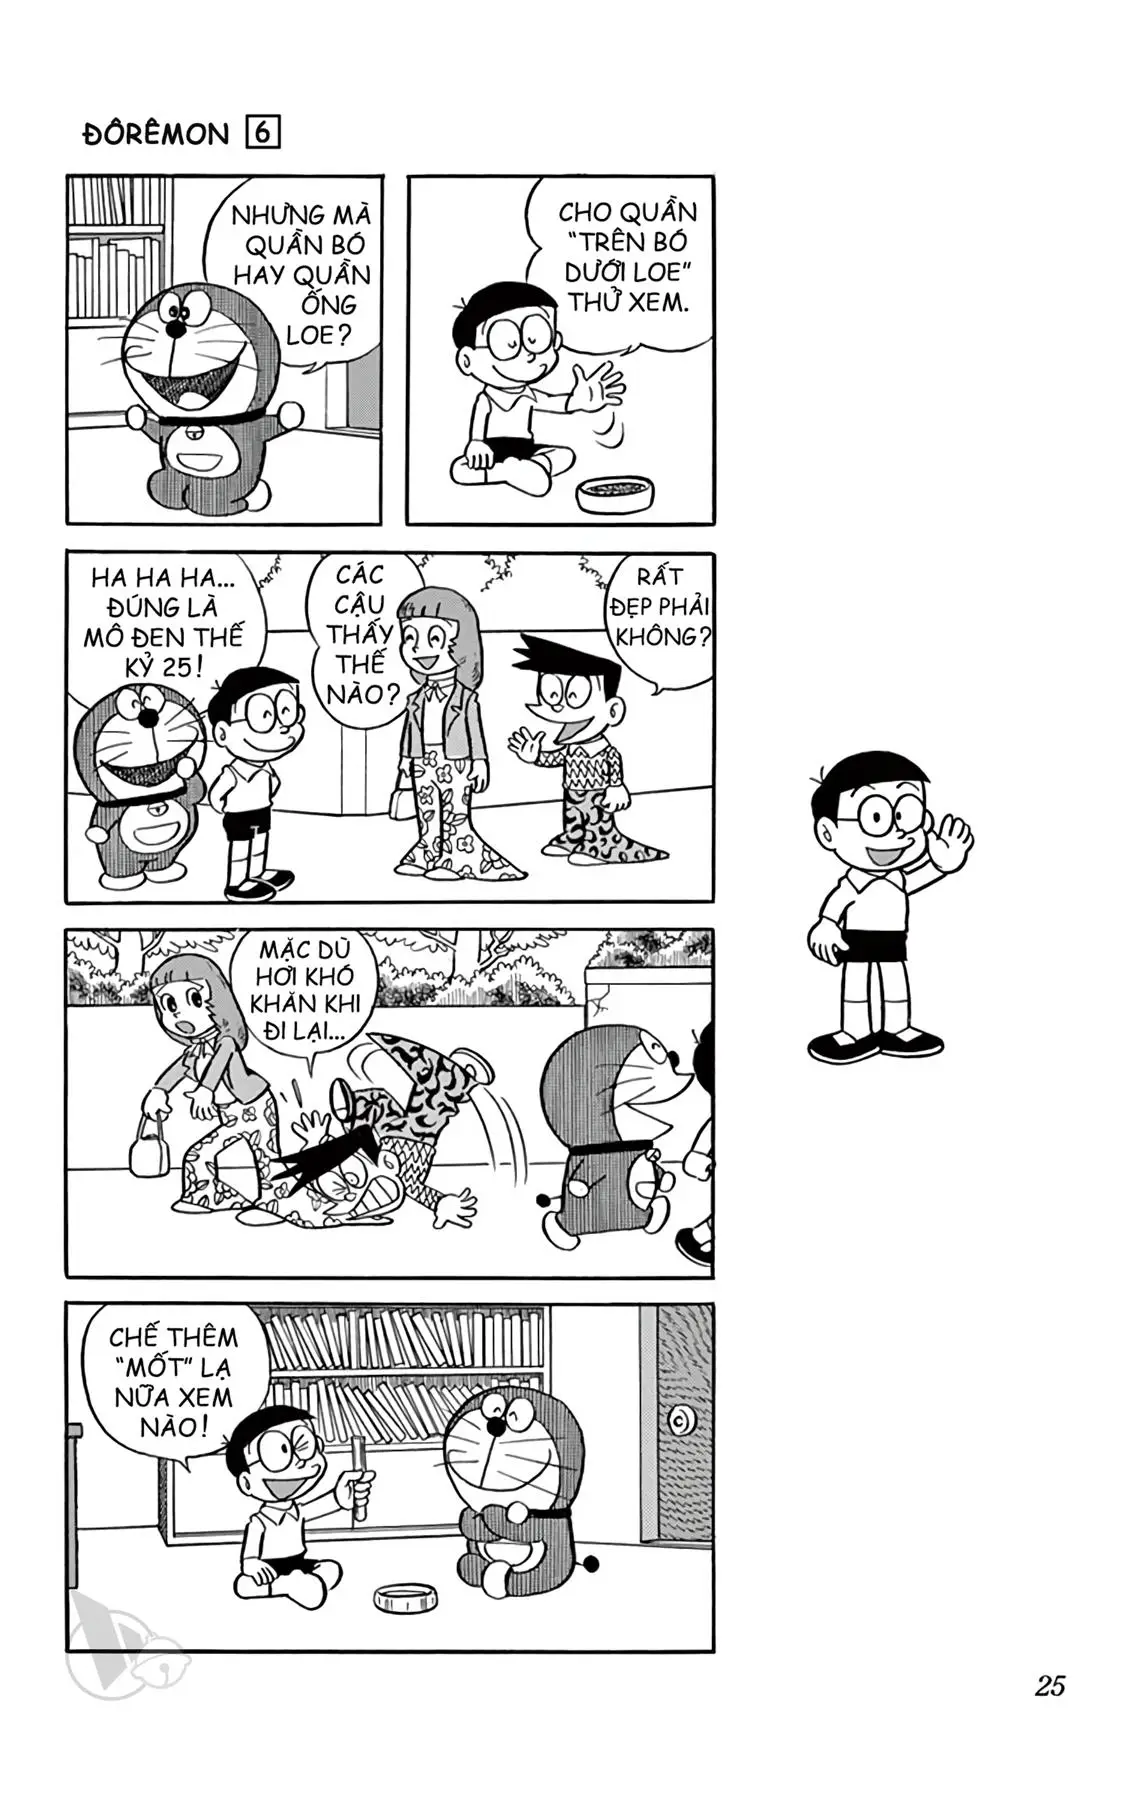 ĐÔRÊMON 6
NHƯNG MÀ
QUẦN BÓ
HAY QUẦN
ỐNG
LOE?
CHO QUẦN
"TRÊN BÓ
DƯỚI LOE"
THỬ XEM.
HA HA HA...
ĐÚNG LÀ
MÔ ĐEN THẾ
KỶ 25!
CÁC
CẬU
THẤY
THẾ
NÀO?
RẤT
ĐẸP PHẢI
KHÔNG?
MẶC DÙ
HƠI KHÓ
KHĂN KHI
ĐI LẠI...
CHẾ THÊM
"MỐT" LẠ
NỮA XEM
NÀO!
25